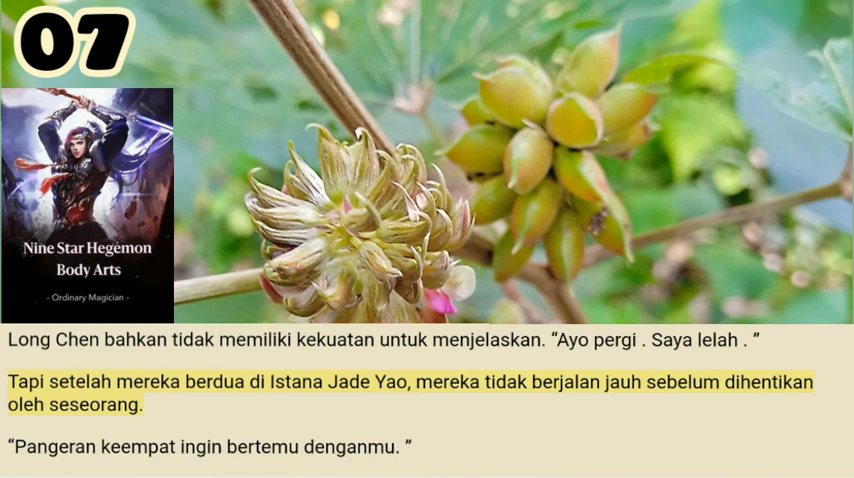 07
Nine Star Hegemon
Body Arts
- Ordinary Magician -
Long Chen bahkan tidak memiliki kekuatan untuk menjelaskan. “Ayo pergi . Saya lelah . ”
Tapi setelah mereka berdua di Istana Jade Yao, mereka tidak berjalan jauh sebelum dihentikan
oleh seseorang.
“Pangeran keempat ingin bertemu denganmu. ”